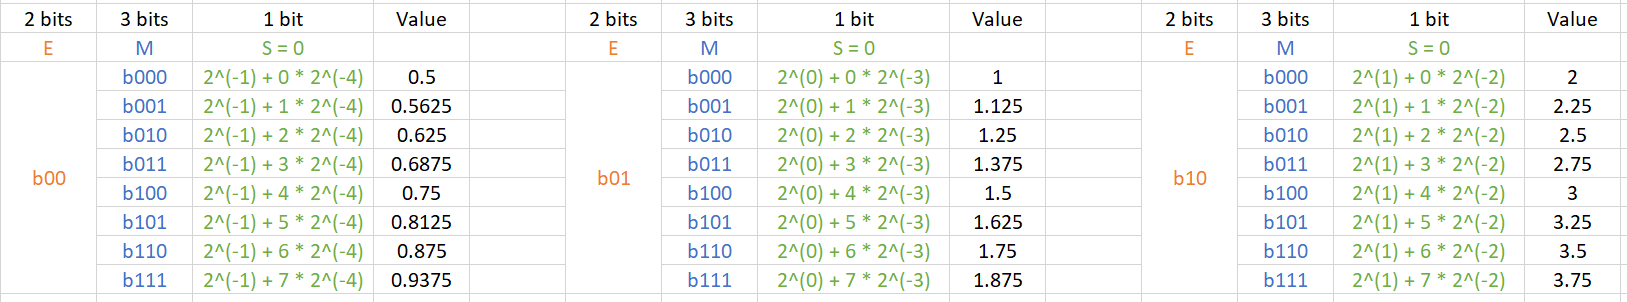 2 bits 3 bits 1 bit Value 2 bits 3 bits 1 bit Value 2 bits 3 bits 1 bit Value
E M S = 0 E M S = 0 E M S = 0
b000 2^(-1) + 0 * 2^(-4) 0.5 b000 2^(0) + 0 * 2^(-3) 1 b000 2^(1) + 0 * 2^(-2) 2
b001 2^(-1) + 1 * 2^(-4) 0.5625 b001 2^(0) + 1 * 2^(-3) 1.125 b001 2^(1) + 1 * 2^(-2) 2.25
b010 2^(-1) + 2 * 2^(-4) 0.625 b010 2^(0) + 2 * 2^(-3) 1.25 b010 2^(1) + 2 * 2^(-2) 2.5
b011 2^(-1) + 3 * 2^(-4) 0.6875 b011 2^(0) + 3 * 2^(-3) 1.375 b011 2^(1) + 3 * 2^(-2) 2.75
b00 b100 2^(-1) + 4 * 2^(-4) 0.75 b01 b100 2^(0) + 4 * 2^(-3) 1.5 b10 b100 2^(1) + 4 * 2^(-2) 3
b101 2^(-1) + 5 * 2^(-4) 0.8125 b101 2^(0) + 5 * 2^(-3) 1.625 b101 2^(1) + 5 * 2^(-2) 3.25
b110 2^(-1) + 6 * 2^(-4) 0.875 b110 2^(0) + 6 * 2^(-3) 1.75 b110 2^(1) + 6 * 2^(-2) 3.5
b111 2^(-1) + 7 * 2^(-4) 0.9375 b111 2^(0) + 7 * 2^(-3) 1.875 b111 2^(1) + 7 * 2^(-2) 3.75